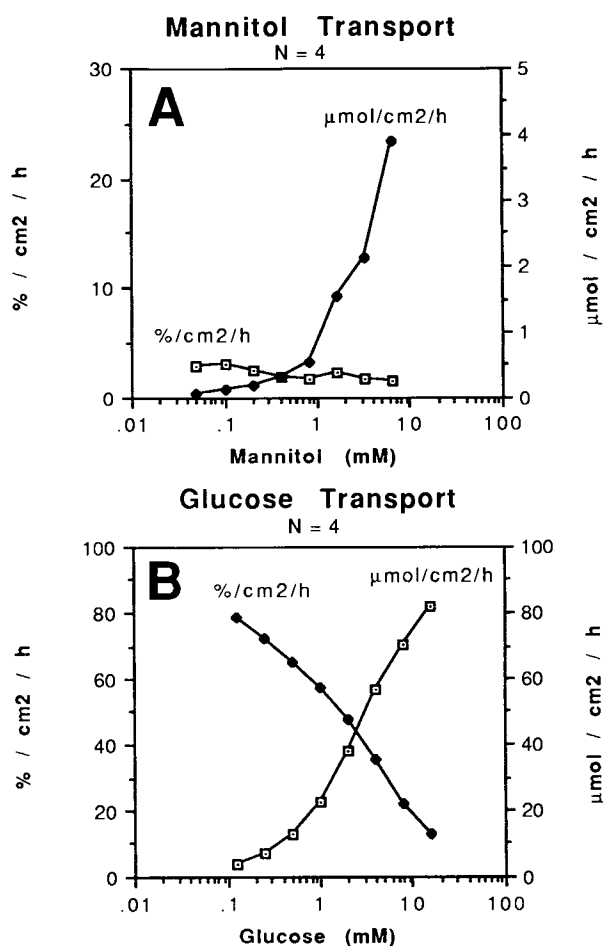 Mannitol Transport
N = 4
A
µmol/cm2/h
%/cm2/h
30
20
10
0
% / cm2 / h
5
4
3
2
1
0
µmol / cm2 / h
.01 .1 1 10 100
Mannitol (mM)
Glucose Transport
N = 4
B
%/cm2/h
µmol/cm2/h
100
80
60
40
20
0
% / cm2 / h
100
80
60
40
20
0
µmol / cm2 / h
.01 .1 1 10 100
Glucose (mM)